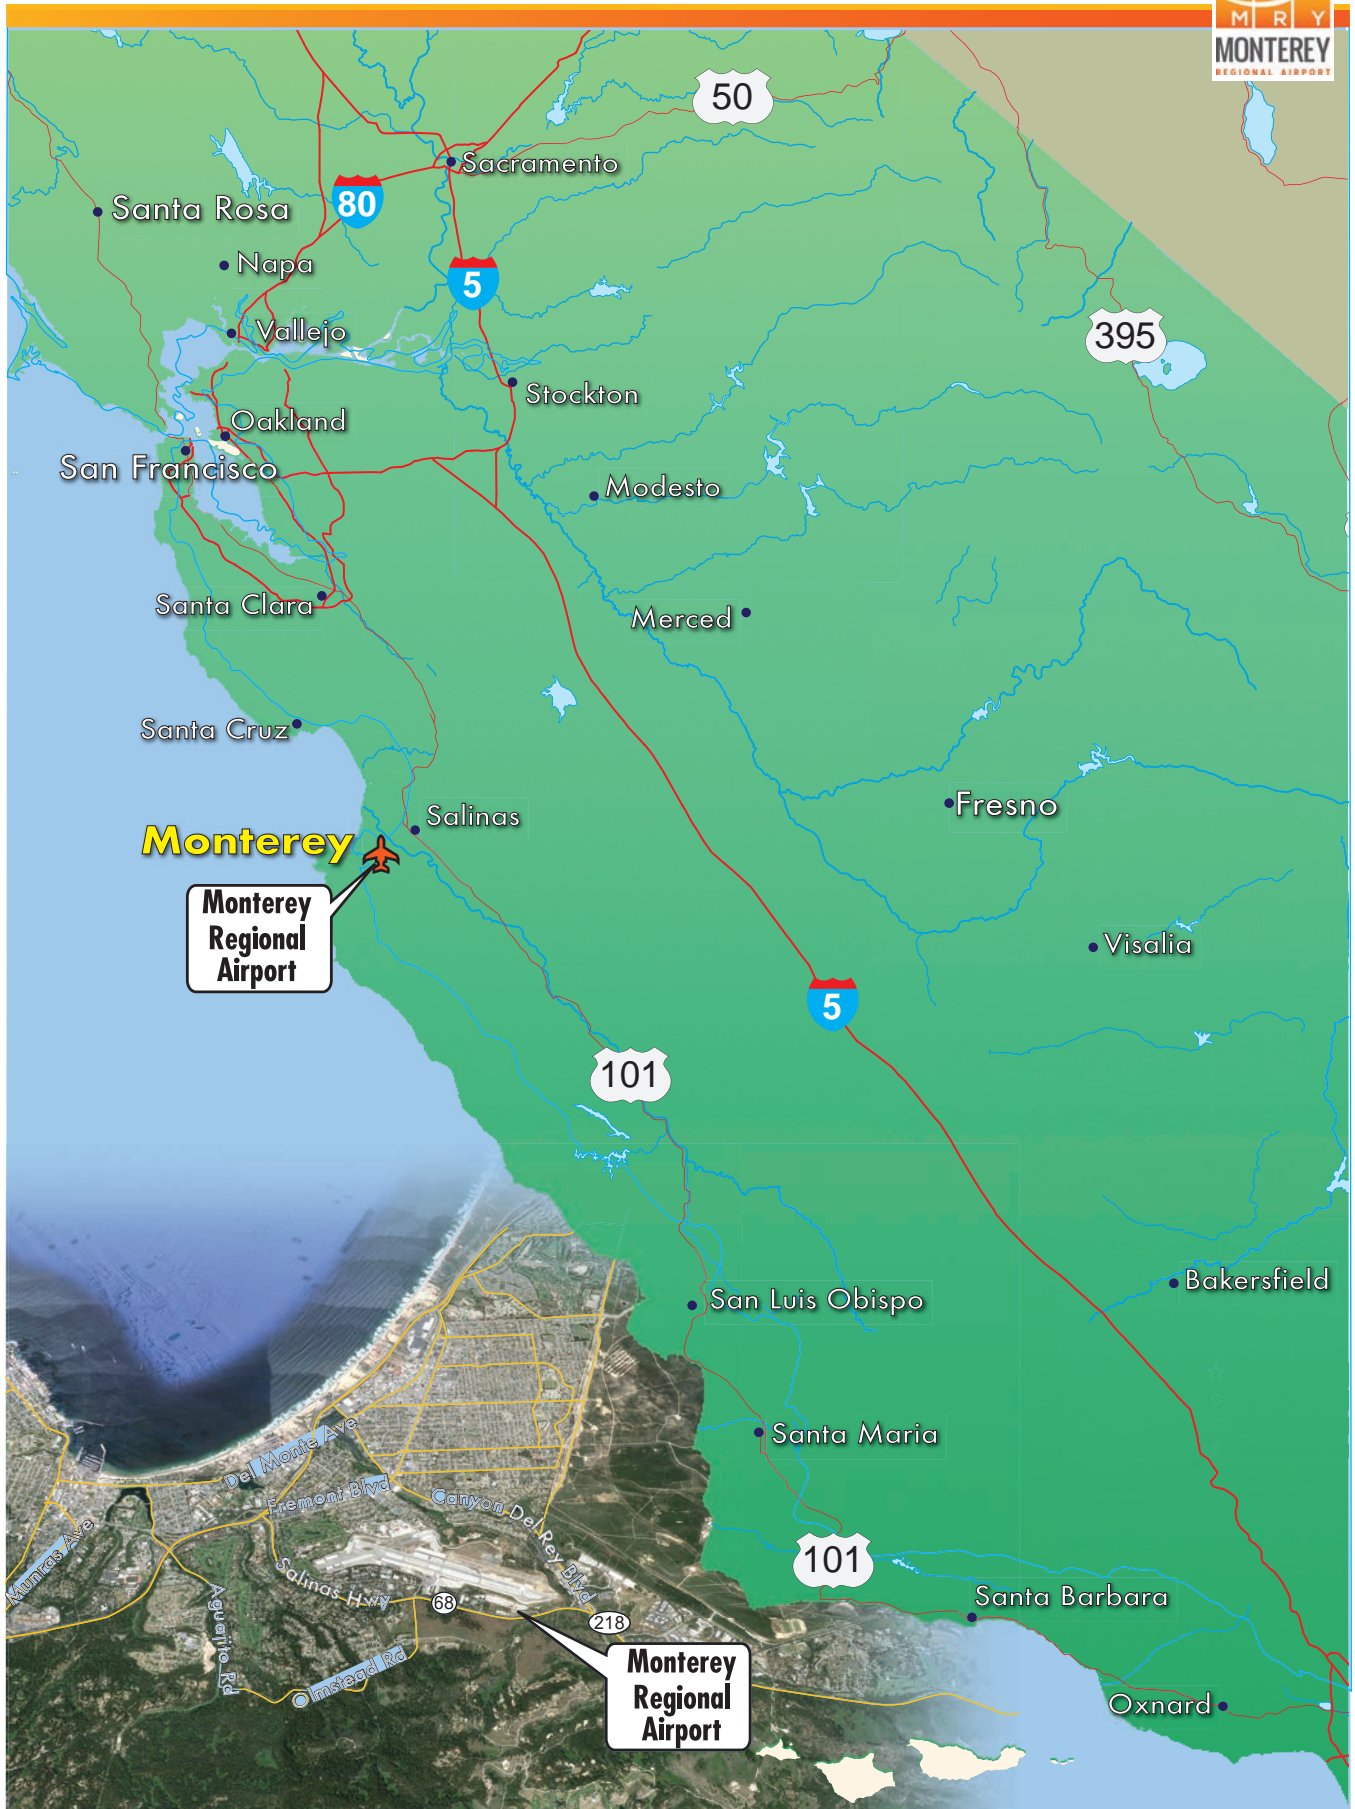 M R Y
MONTEREY
REGIONAL AIRPORT
50
Sacramento
80
Santa Rosa
Napa
5
Vallejo
395
Stockton
Oakland
San Francisco
Modesto
Santa Clara
Merced
Santa Cruz
Fresno
Salinas
Monterey
Monterey
Regional
Airport
Visalia
5
101
Bakersfield
San Luis Obispo
Santa Maria
Del Monte Ave
Fremont Blvd
Canyon Del Rey Blvd
Munras Ave
Salinas Hwy
101
Aguajito Rd
68
218
Santa Barbara
Olmstead Rd
Monterey
Regional
Airport
Oxnard